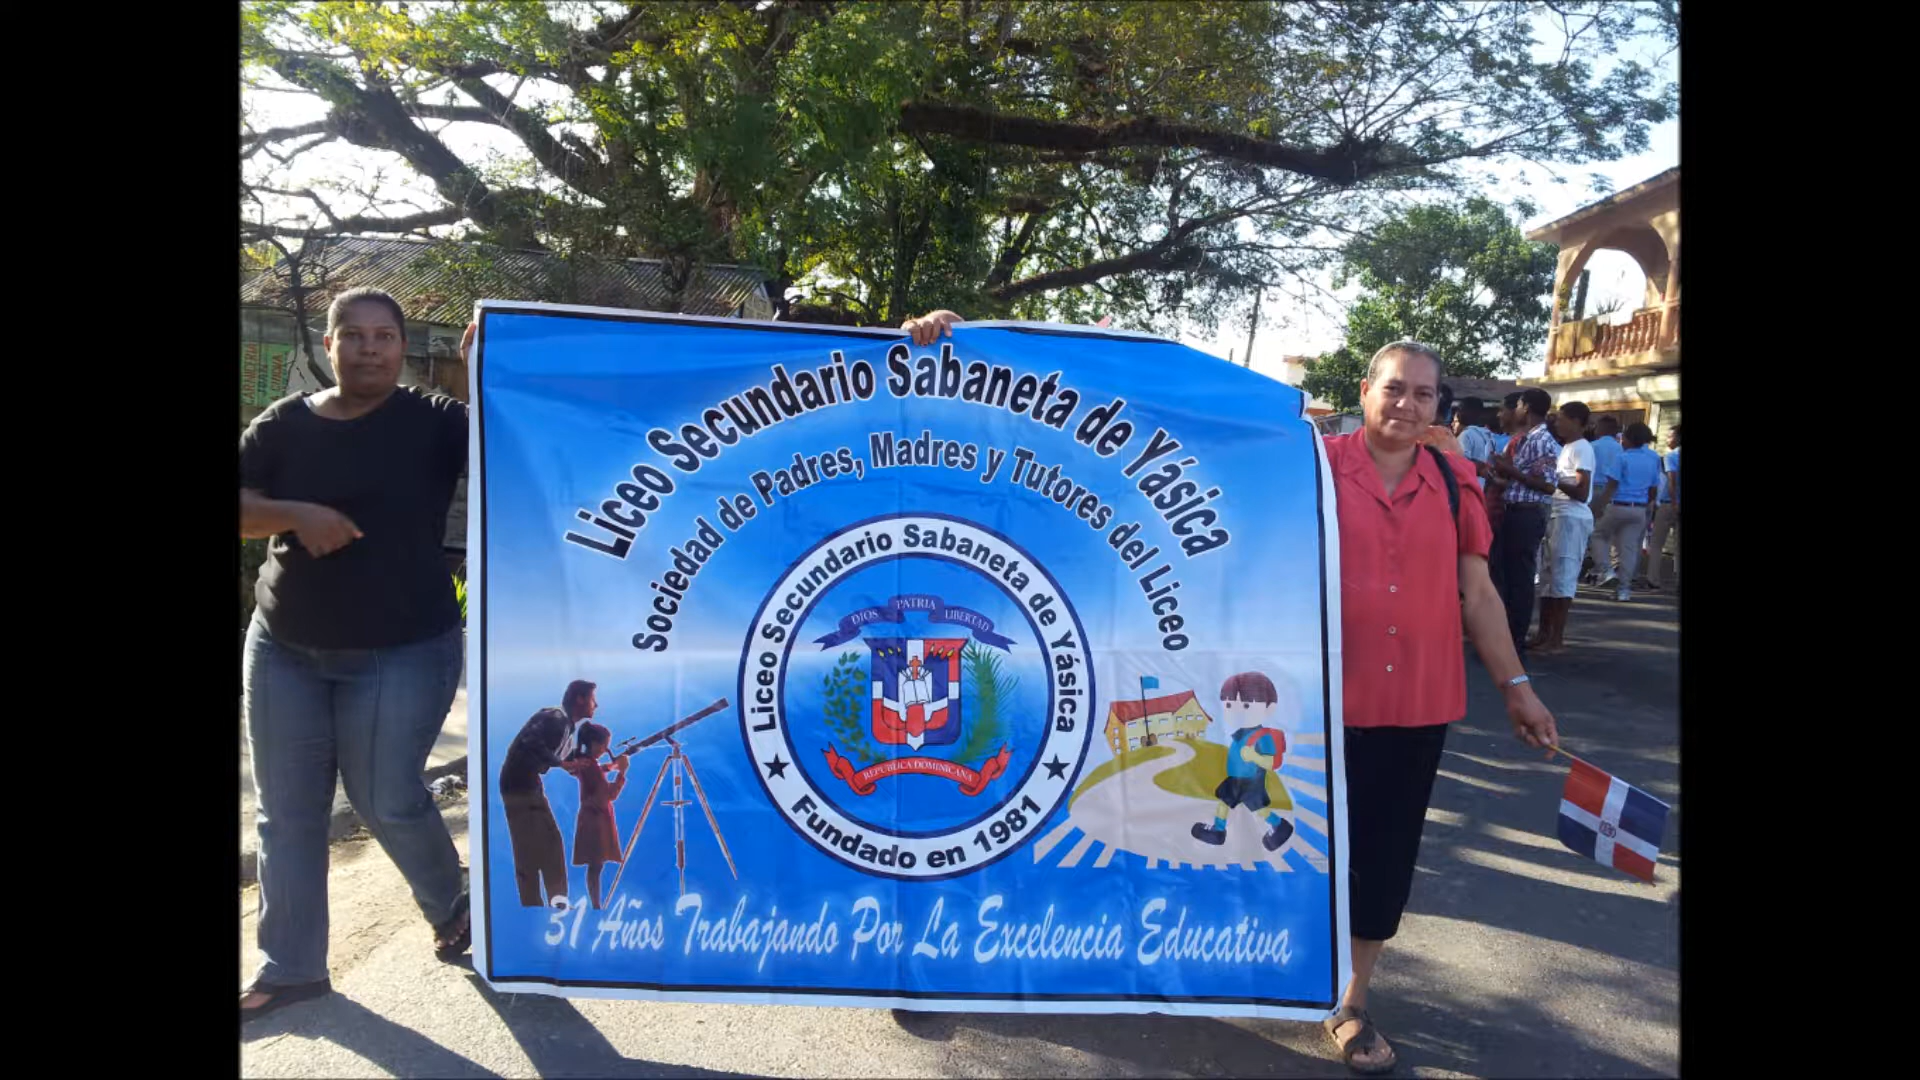 Liceo Secundario Sabaneta de Yásica
Sociedad de Padres, Madres y Tutores del Liceo
Liceo Secundario Sabaneta de Yásica
DIOS PATRIA LIBERTAD
REPUBLICA DOMINICANA
★ Fundado en 1981 ★
31 Años Trabajando Por La Excelencia Educativa